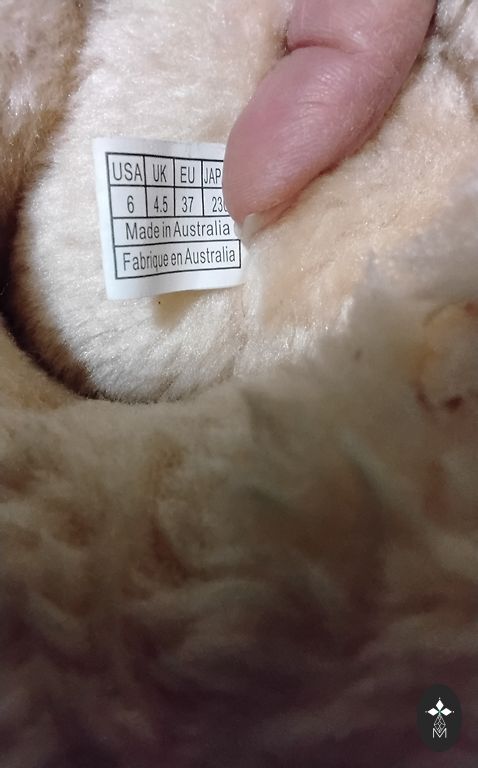 USA UK EU JAP
6 4.5 37 23
Made in Australia
Fabrique en Australia
M